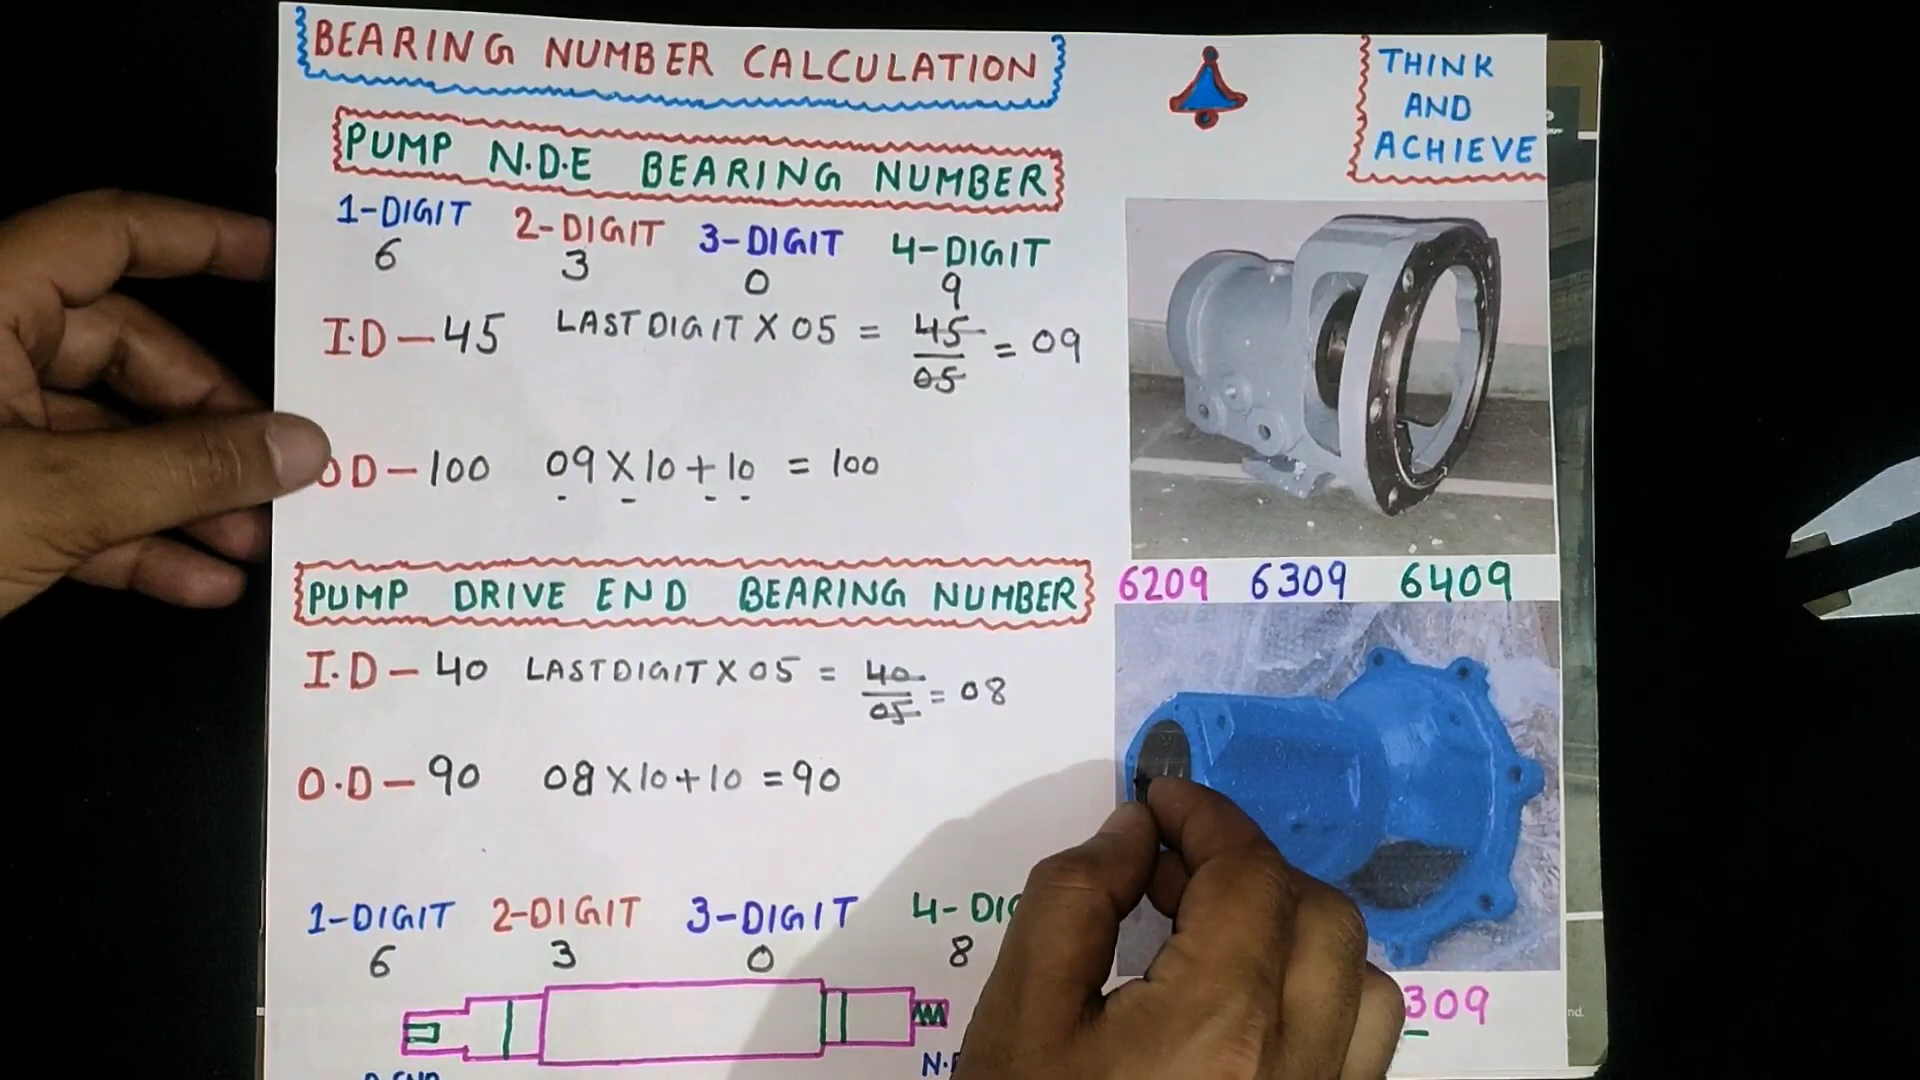 BEARING NUMBER CALCULATION
THINK
AND
ACHIEVE
PUMP N.D.E BEARING NUMBER
1-DIGIT 2-DIGIT 3-DIGIT 4-DIGIT
6 3 0 9
I.D - 45 LAST DIGIT X 05 = 45/05 = 09
OD - 100 09 X 10 + 10 = 100
6209 6309 6409
PUMP DRIVE END BEARING NUMBER
I.D - 40 LAST DIGIT X 05 = 40/05 = 08
O.D - 90 08 X 10 + 10 = 90
1-DIGIT 2-DIGIT 3-DIGIT 4-
6 3 0 8
309